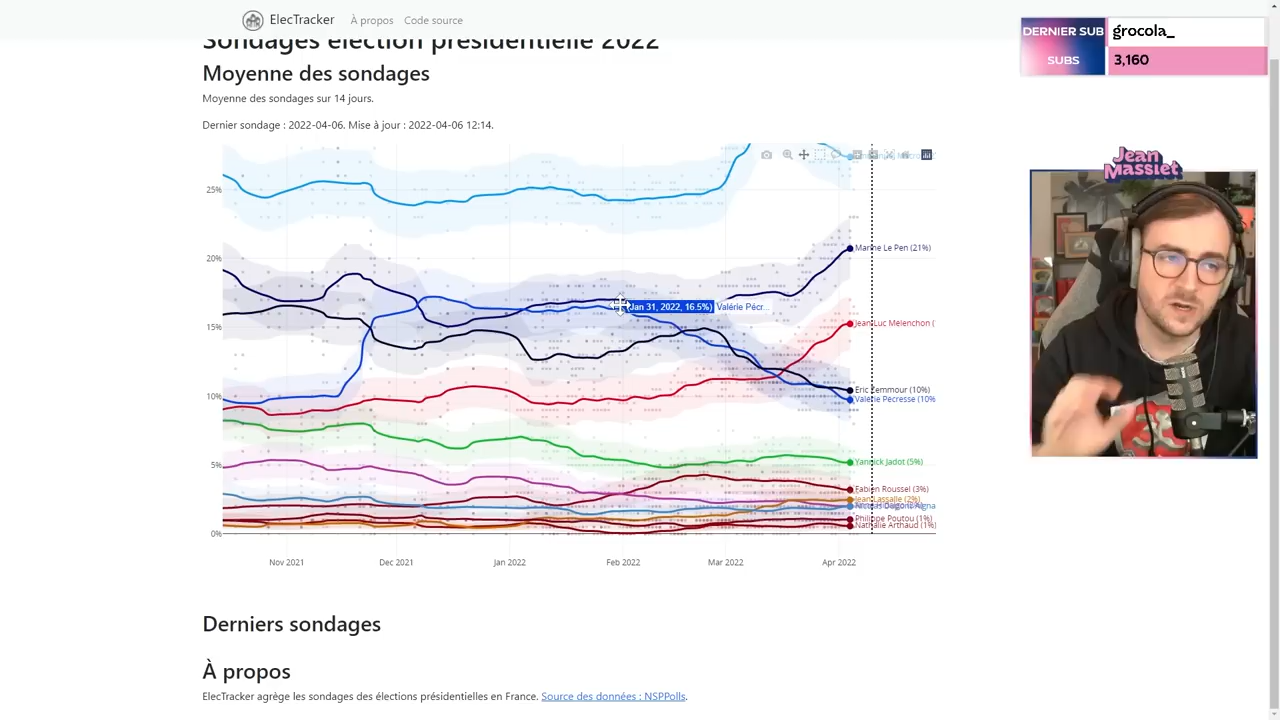 ElecTracker
À propos
Code source
Sondages élection présidentielle 2022
Moyenne des sondages
Moyenne des sondages sur 14 jours.
Dernier sondage : 2022-04-06. Mise à jour : 2022-04-06 12:14.
25%
20%
15%
10%
5%
0%
(Jan 31, 2022, 16.5%) Valérie Pécr...
Marine Le Pen (21%)
Jean-Luc Mélenchon (
Eric Zemmour (10%)
Valérie Pécresse (10%
Yannick Jadot (5%)
Fabien Roussel (3%)
Jean Lassalle (2%)
Philippe Poutou (1%)
Nathalie Arthaud (1%)
Nov 2021
Dec 2021
Jan 2022
Feb 2022
Mar 2022
Apr 2022
Derniers sondages
À propos
ElecTracker agrège les sondages des élections présidentielles en France. Source des données : NSPPolls.
DERNIER SUB
grocola_
SUBS
3,160
Jean
Massiet